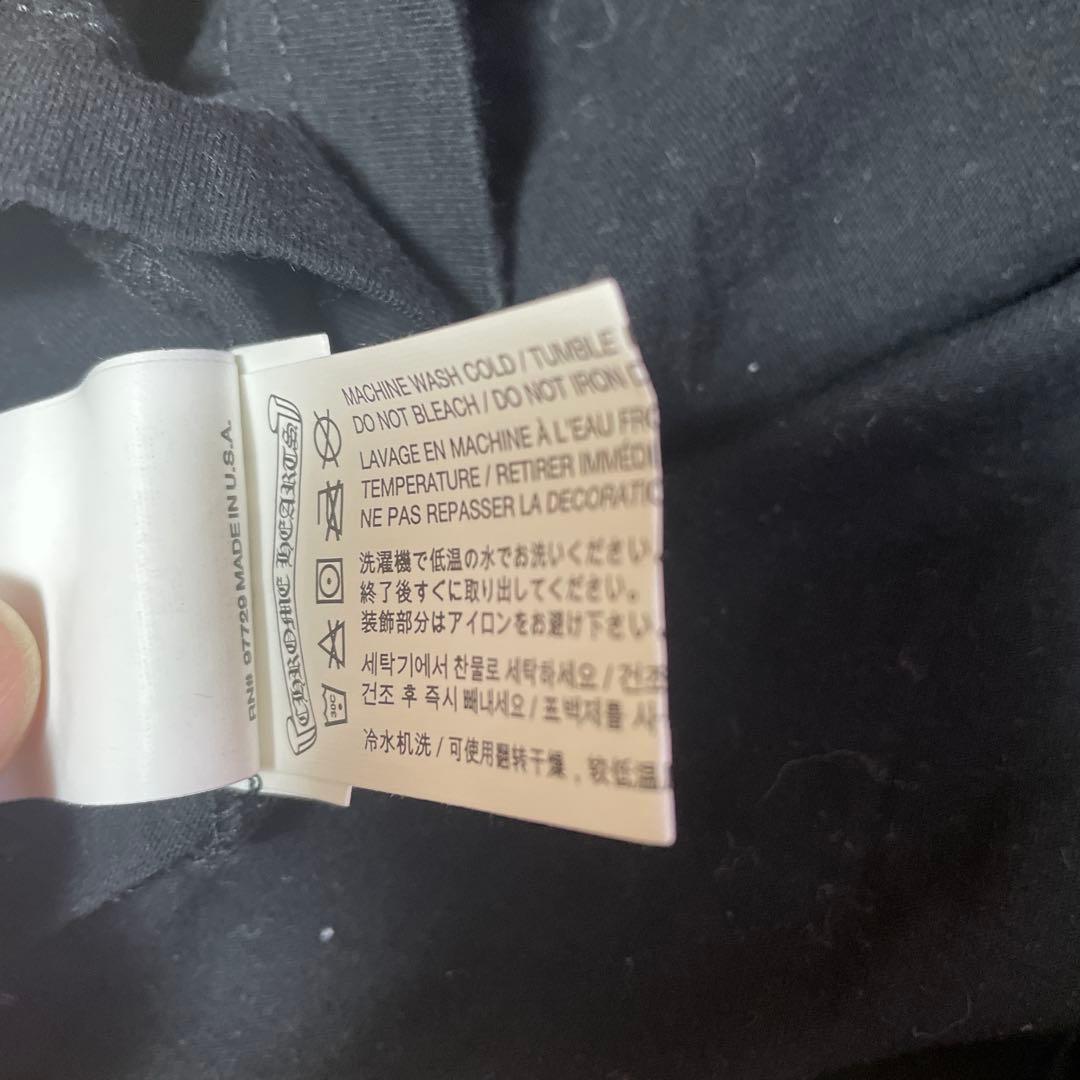 RN# 97729 MADE IN U.S.A.
CHROME HEARTS
30C
MACHINE WASH COLD / TUMBLE
DO NOT BLEACH / DO NOT IRON D
LAVAGE EN MACHINE À L'EAU FRO
TEMPERATURE / RETIRER IMMÉDI
NE PAS REPASSER LA DECORATIO
洗濯機で低温の水でお洗いください。
終了後すぐに取り出してください。
装飾部分はアイロンをお避け下さい。
세탁기에서 찬물로 세탁하세요 / 건조
건조 후 즉시 빼내세요 / 표백제를 사
冷水机洗 / 可使用翻转干燥，较低温